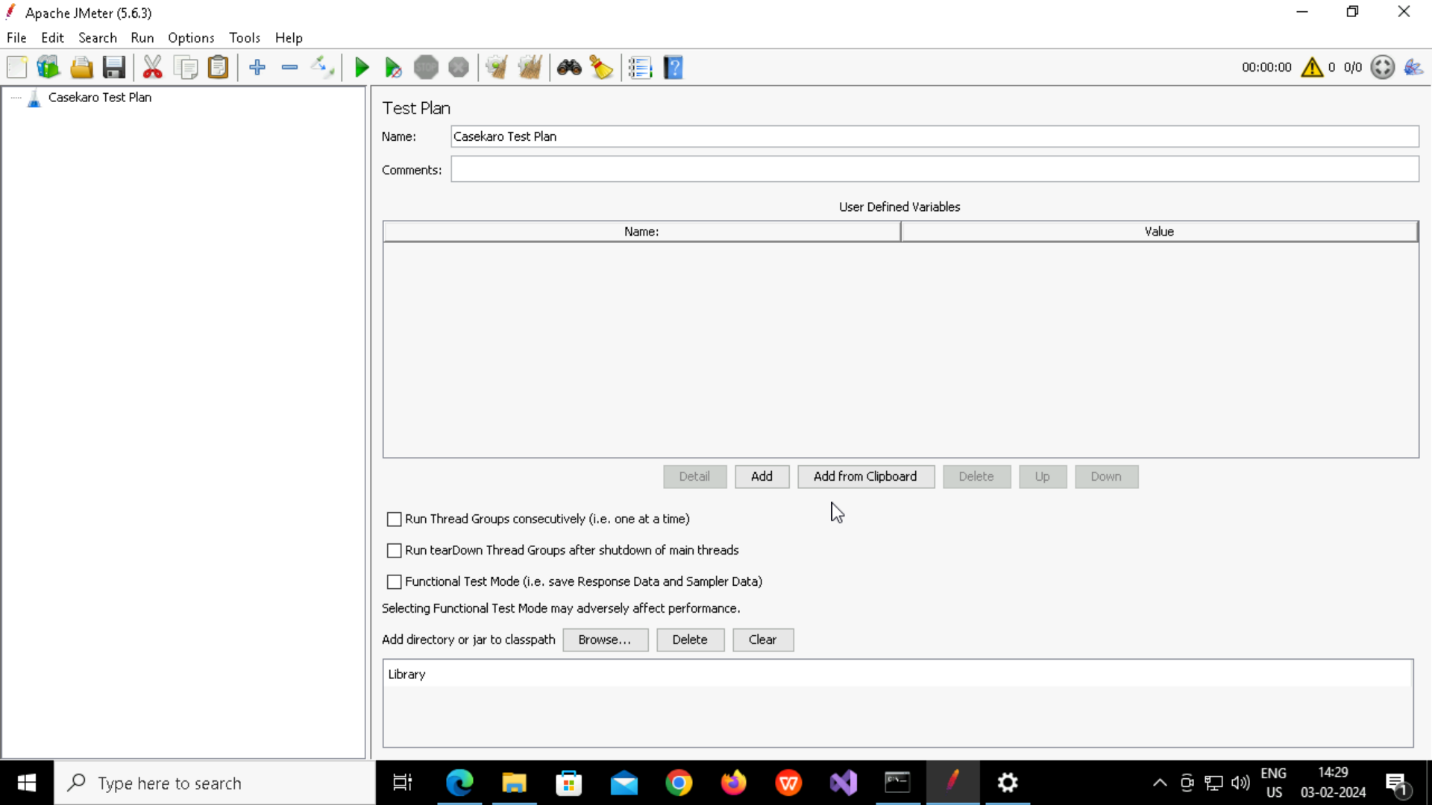 Apache JMeter (5.6.3)
File Edit Search Run Options Tools Help
00:00:00 0 0/0
Casekaro Test Plan
Test Plan
Name: Casekaro Test Plan
Comments:
User Defined Variables
Name: Value
Detail Add Add from Clipboard Delete Up Down
Run Thread Groups consecutively (i.e. one at a time)
Run tearDown Thread Groups after shutdown of main threads
Functional Test Mode (i.e. save Response Data and Sampler Data)
Selecting Functional Test Mode may adversely affect performance.
Add directory or jar to classpath Browse... Delete Clear
Library
Type here to search
ENG
US
14:29
03-02-2024
1